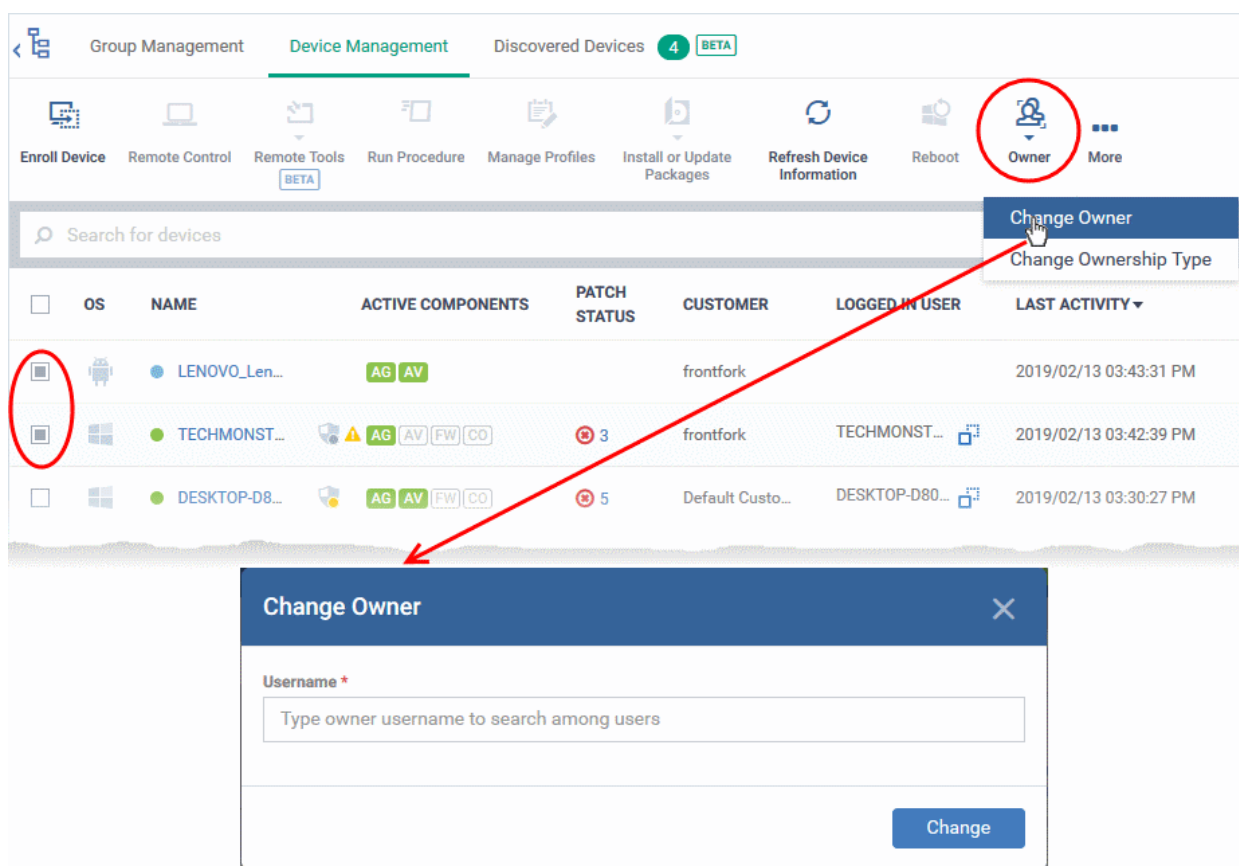 Group Management Device Management Discovered Devices 4 BETA
Enroll Device Remote Control Remote Tools Run Procedure Manage Profiles Install or Update Refresh Device Reboot Owner More
BETA Packages Information
Search for devices
Change Owner
Change Ownership Type
OS NAME ACTIVE COMPONENTS PATCH STATUS CUSTOMER LOGGED IN USER LAST ACTIVITY
LENOVO_Len... AG AV frontfork 2019/02/13 03:43:31 PM
TECHMONST... AG AV FW CO 3 frontfork TECHMONST... 2019/02/13 03:42:39 PM
DESKTOP-D8... AG AV FW CO 5 Default Custo... DESKTOP-D80... 2019/02/13 03:30:27 PM
Change Owner
Username *
Type owner username to search among users
Change